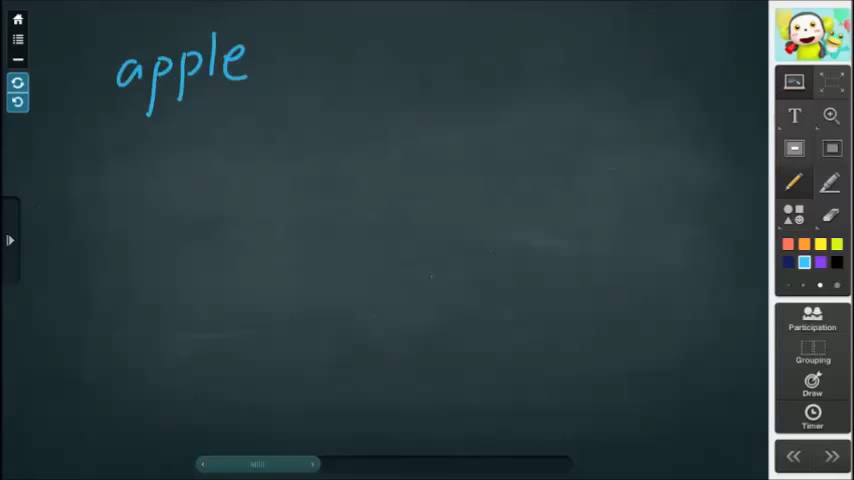 apple
T
Participation
Grouping
Draw
Timer